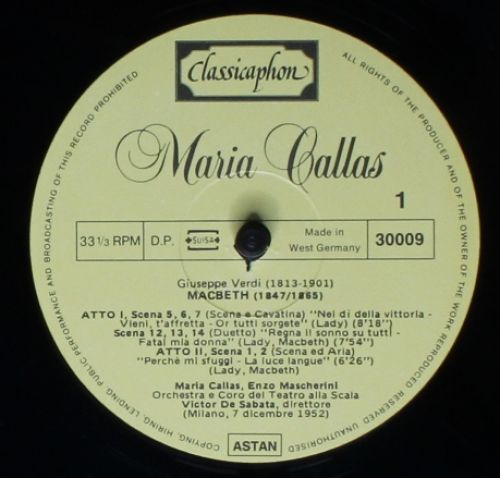 Classicaphon
Maria Callas
1
33 1/3 RPM
D.P.
SUISA
Made in
West Germany
30009
Giuseppe Verdi (1813-1901)
MACBETH (1847/1865)
ATTO I, Scena 5, 6, 7 (Scena e Cavatina) "Nei di della vittoria -
Vieni, t'affretta - Or tutti sorgete" (Lady) (8'18")
Scena 12, 13, 14 (Duetto) "Regna il sonno su tutti -
Fatal mia donna" (Lady, Macbeth) (7'54")
ATTO II, Scena 1, 2 (Scena ed Aria)
"Perchè mi sfuggi - La luce langue" (6'26")
(Lady, Macbeth)
Maria Callas, Enzo Mascherini
Orchestra e Coro del Teatro alla Scala
Victor De Sabata, direttore
(Milano, 7 dicembre 1952)
ASTAN
ALL RIGHTS OF THE PRODUCER AND OF THE OWNER OF THE WORK REPRODUCED RESERVED UNAUTHORISED COPYING, HIRING, LENDING, PUBLIC PERFORMANCE AND BROADCASTING OF THIS RECORD PROHIBITED